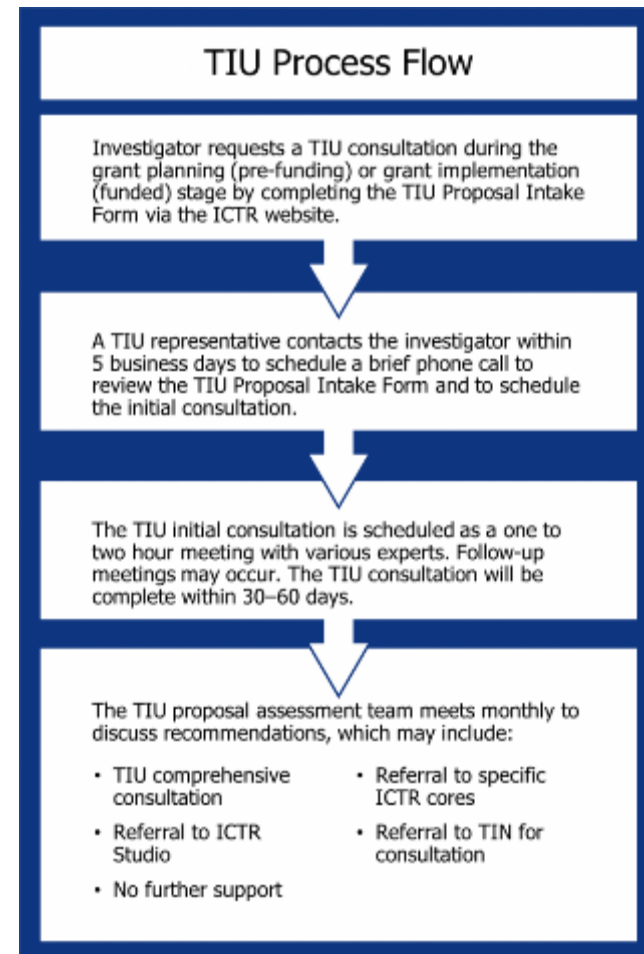 TIU Process Flow
Investigator requests a TIU consultation during the
grant planning (pre-funding) or grant implementation
(funded) stage by completing the TIU Proposal Intake
Form via the ICTR website.
A TIU representative contacts the investigator within
5 business days to schedule a brief phone call to
review the TIU Proposal Intake Form and to schedule
the initial consultation.
The TIU initial consultation is scheduled as a one to
two hour meeting with various experts. Follow-up
meetings may occur. The TIU consultation will be
complete within 30–60 days.
The TIU proposal assessment team meets monthly to
discuss recommendations, which may include:
• TIU comprehensive
consultation
• Referral to ICTR
Studio
• No further support
• Referral to specific
ICTR cores
• Referral to TIN for
consultation